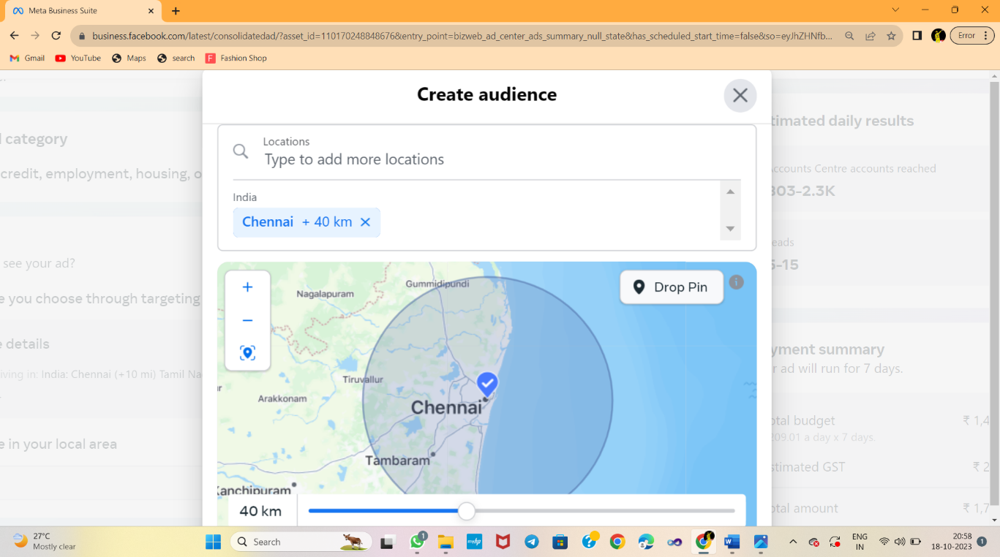 Meta Business Suite
business.facebook.com/latest/consolidatedad/?asset_id=110170248848676&entry_point=bizweb_ad_center_ads_summary_null_state&has_scheduled_start_time=false&so=eyJhZHNfb...
Error
Gmail
YouTube
Maps
search
Fashion Shop
Create audience
Locations
Type to add more locations
India
Chennai + 40 km
Drop Pin
Gummidipundi
Nagalapuram
Tiruvallur
Arakkonam
Chennai
Tambaram
Kanchipuram
40 km
category
credit, employment, housing, o
see your ad?
e you choose through targeting
e details
iving in: India: Chennai (+10 mi) Tamil Na
e in your local area
timated daily results
Accounts Centre accounts reached
303-2.3K
eads
5-15
yment summary
r ad will run for 7 days.
otal budget
₹ 1,4
209.01 a day x 7 days.
stimated GST
₹ 2
otal amount
₹ 1,7
27°C
Mostly clear
Search
1
myhp
ENG
IN
20:58
18-10-2023
1